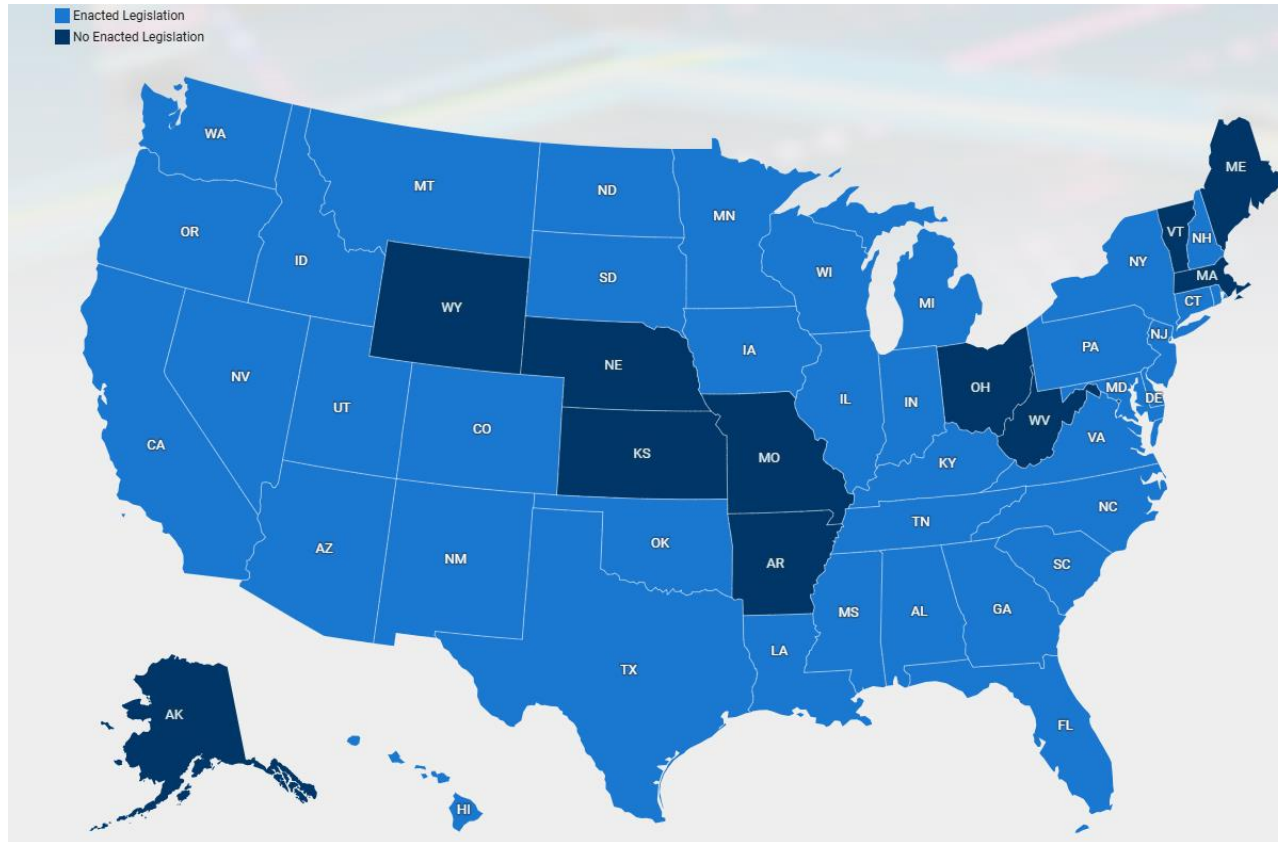 Enacted Legislation
No Enacted Legislation
WA
MT
ND
MN
ME
VT
NH
OR
ID
SD
WI
NY
MA
MI
CT
WY
IA
PA
NJ
NE
NV
OH
MD
DE
UT
IL
IN
CO
WV
VA
CA
KS
MO
KY
NC
TN
OK
AZ
NM
AR
SC
MS
AL
GA
LA
TX
AK
FL
HI